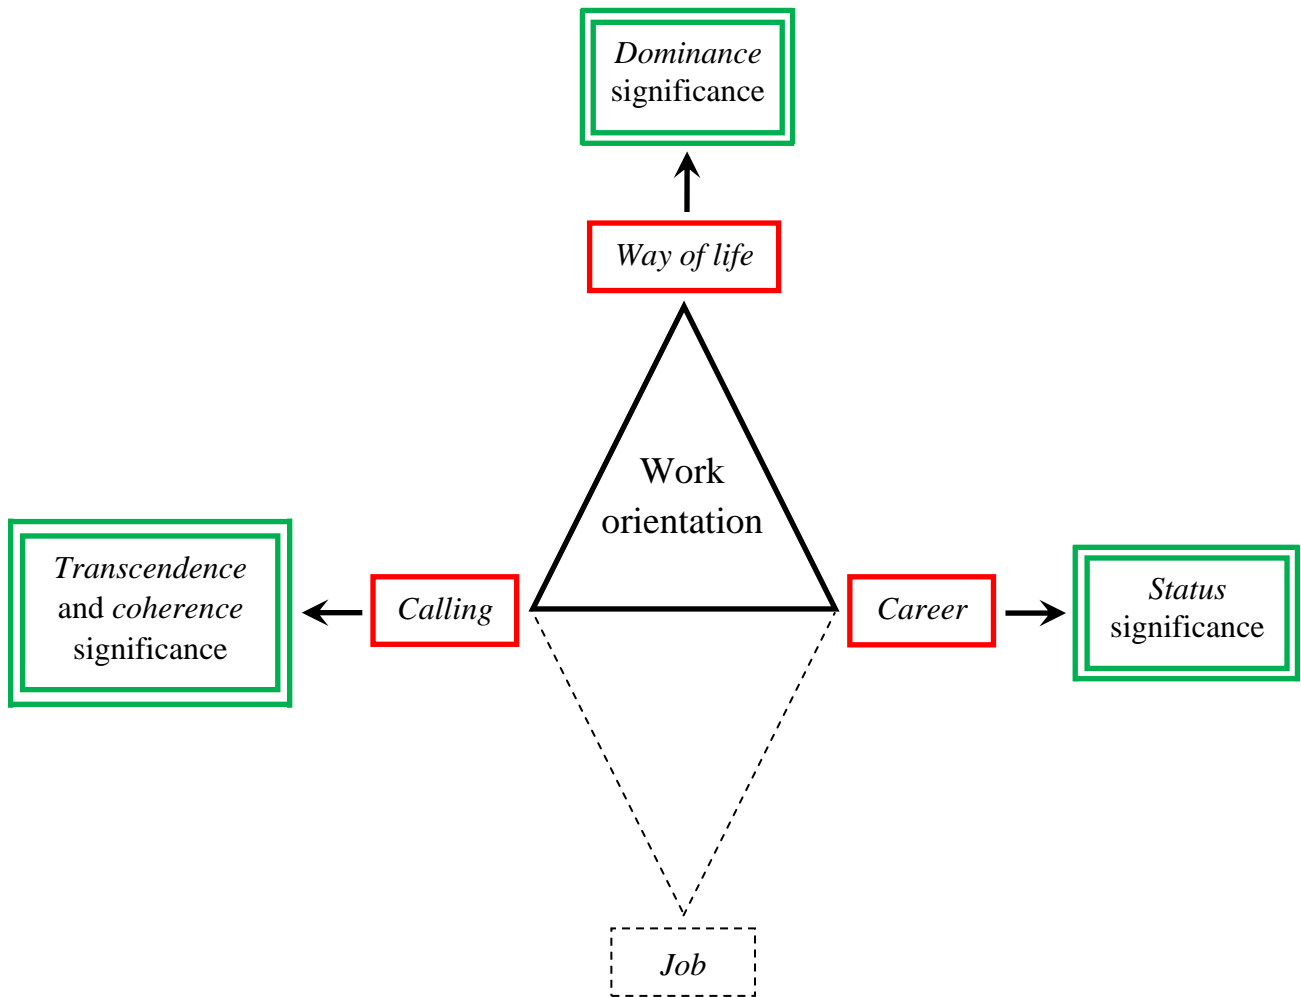 Dominance
significance
Way of life
Work
orientation
Transcendence
and coherence
significance
Calling
Career
Status
significance
Job